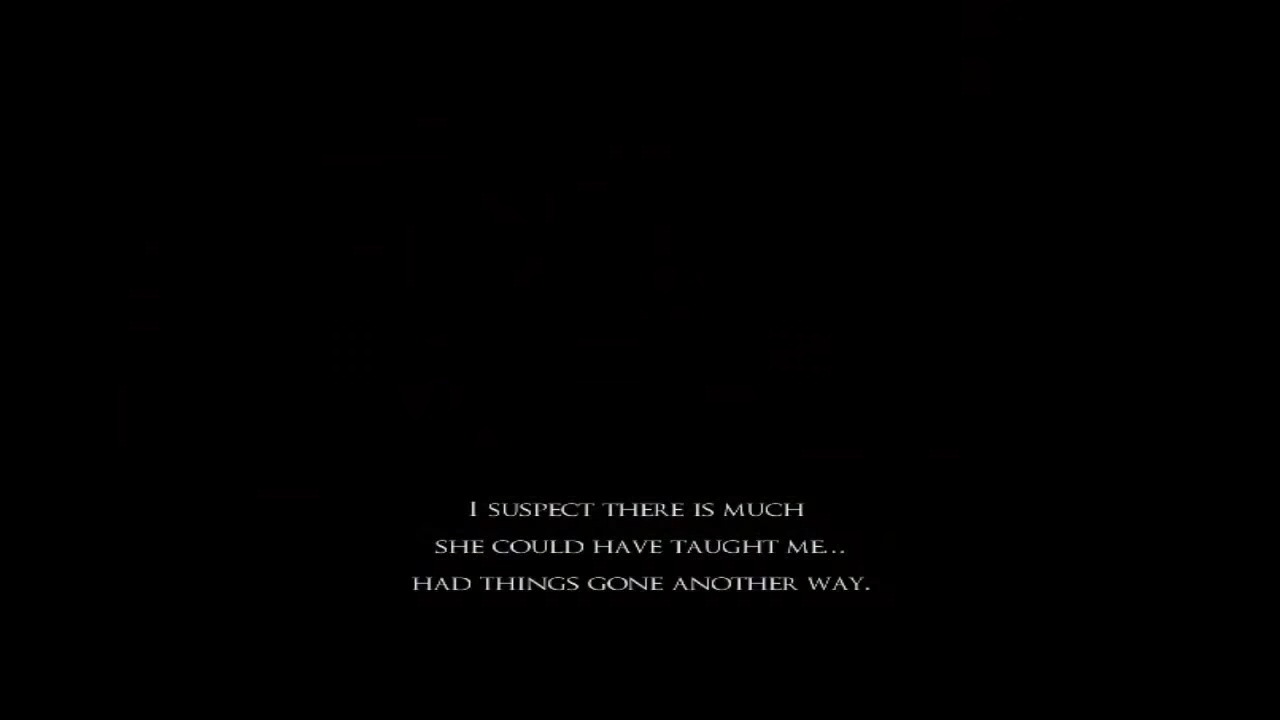 I SUSPECT THERE IS MUCH
SHE COULD HAVE TAUGHT ME...
HAD THINGS GONE ANOTHER WAY.